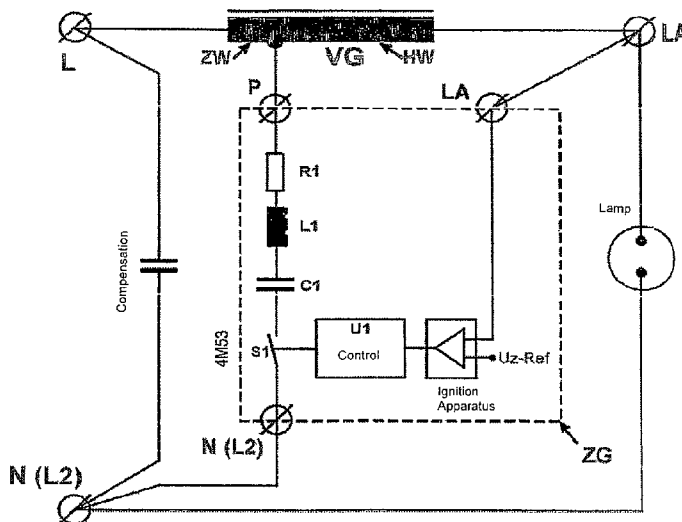 L
ZW
VG
HW
LA
P
LA
R1
L1
C1
Lamp
Compensation
4M53
S1
U1
Control
Uz-Ref
Ignition
Apparatus
N (L2)
ZG
N (L2)